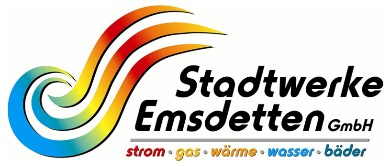 Stadtwerke
Emsdetten GmbH
strom · gas · wärme · wasser · bäder